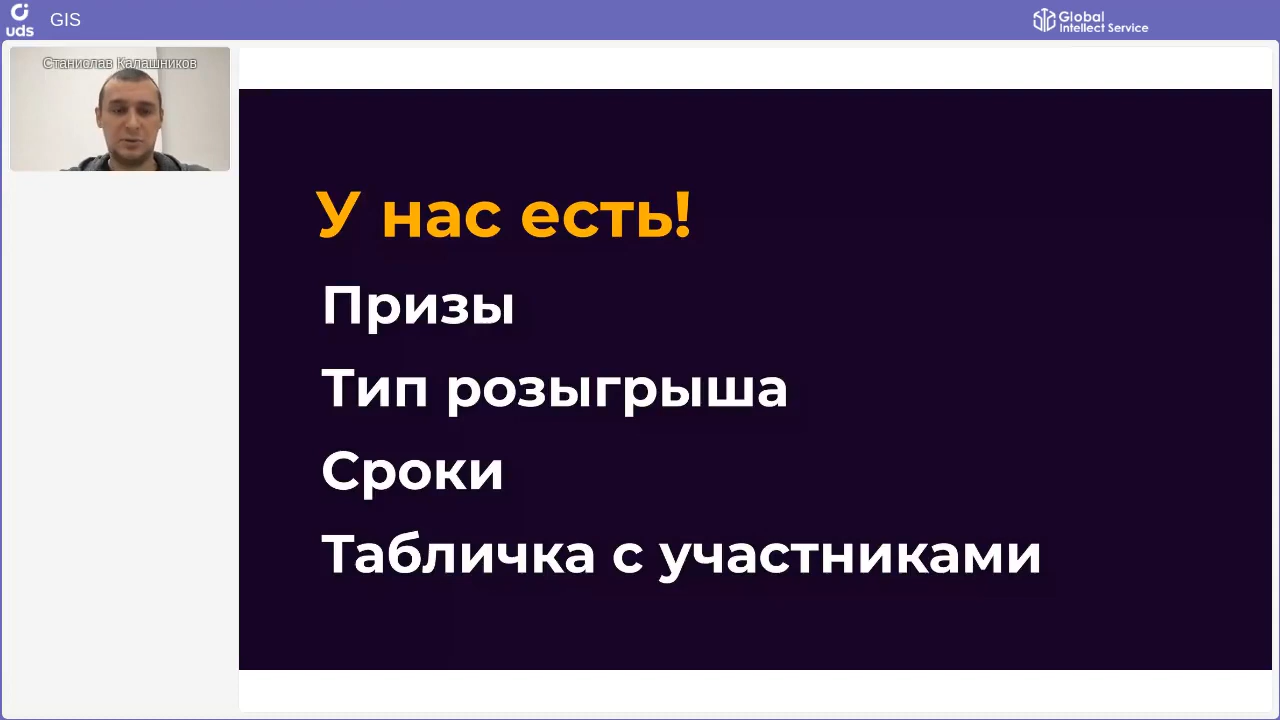 uds
GIS
Global
Intellect Service
Станислав Калашников
У нас есть!
Призы
Тип розыгрыша
Сроки
Табличка с участниками